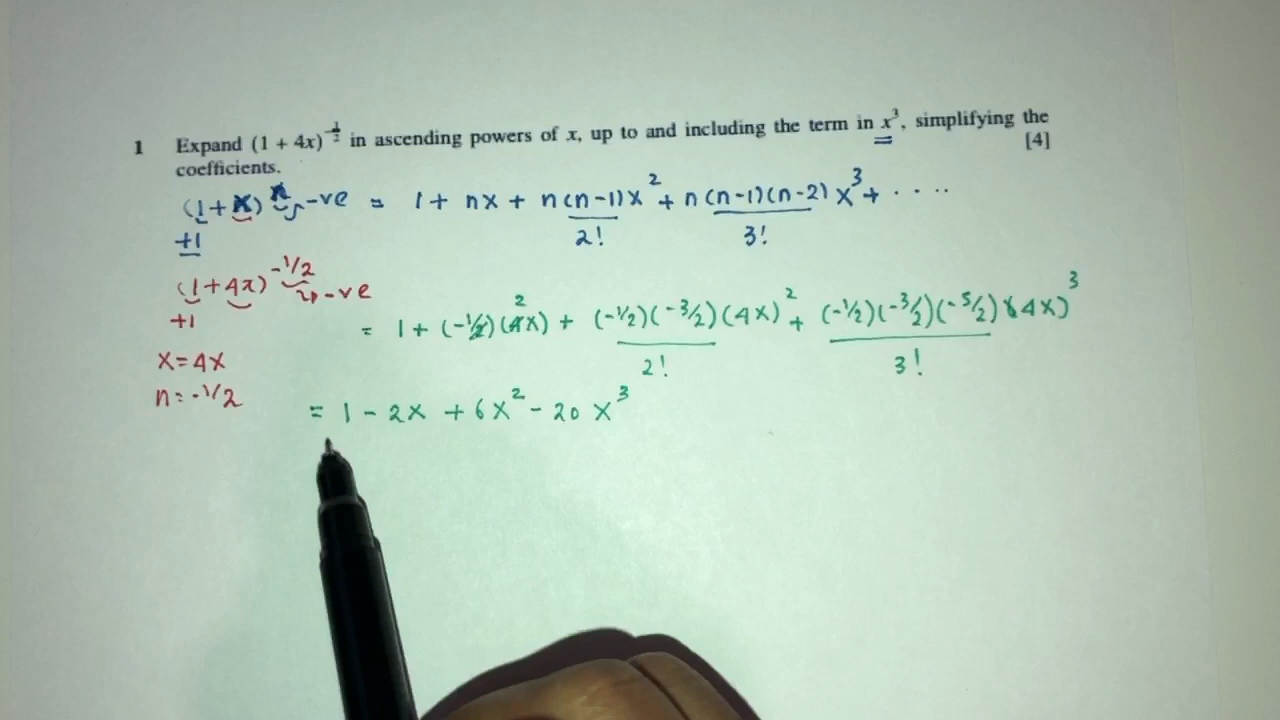 1 Expand (1 + 4x)^{-1/2} in ascending powers of x, up to and including the term in x³, simplifying the
coefficients. [4]
(1+x)^n -ve = 1 + nx + n(n-1)x²/2! + n(n-1)(n-2)x³/3! + ....
+1
(1+4x)^{-1/2} -ve
+1
= 1 + (-1/2)(4x) + (-1/2)(-3/2)(4x)²/2! + (-1/2)(-3/2)(-5/2)(4x)³/3!
x=4x
n=-1/2
= 1 - 2x + 6x² - 20x³